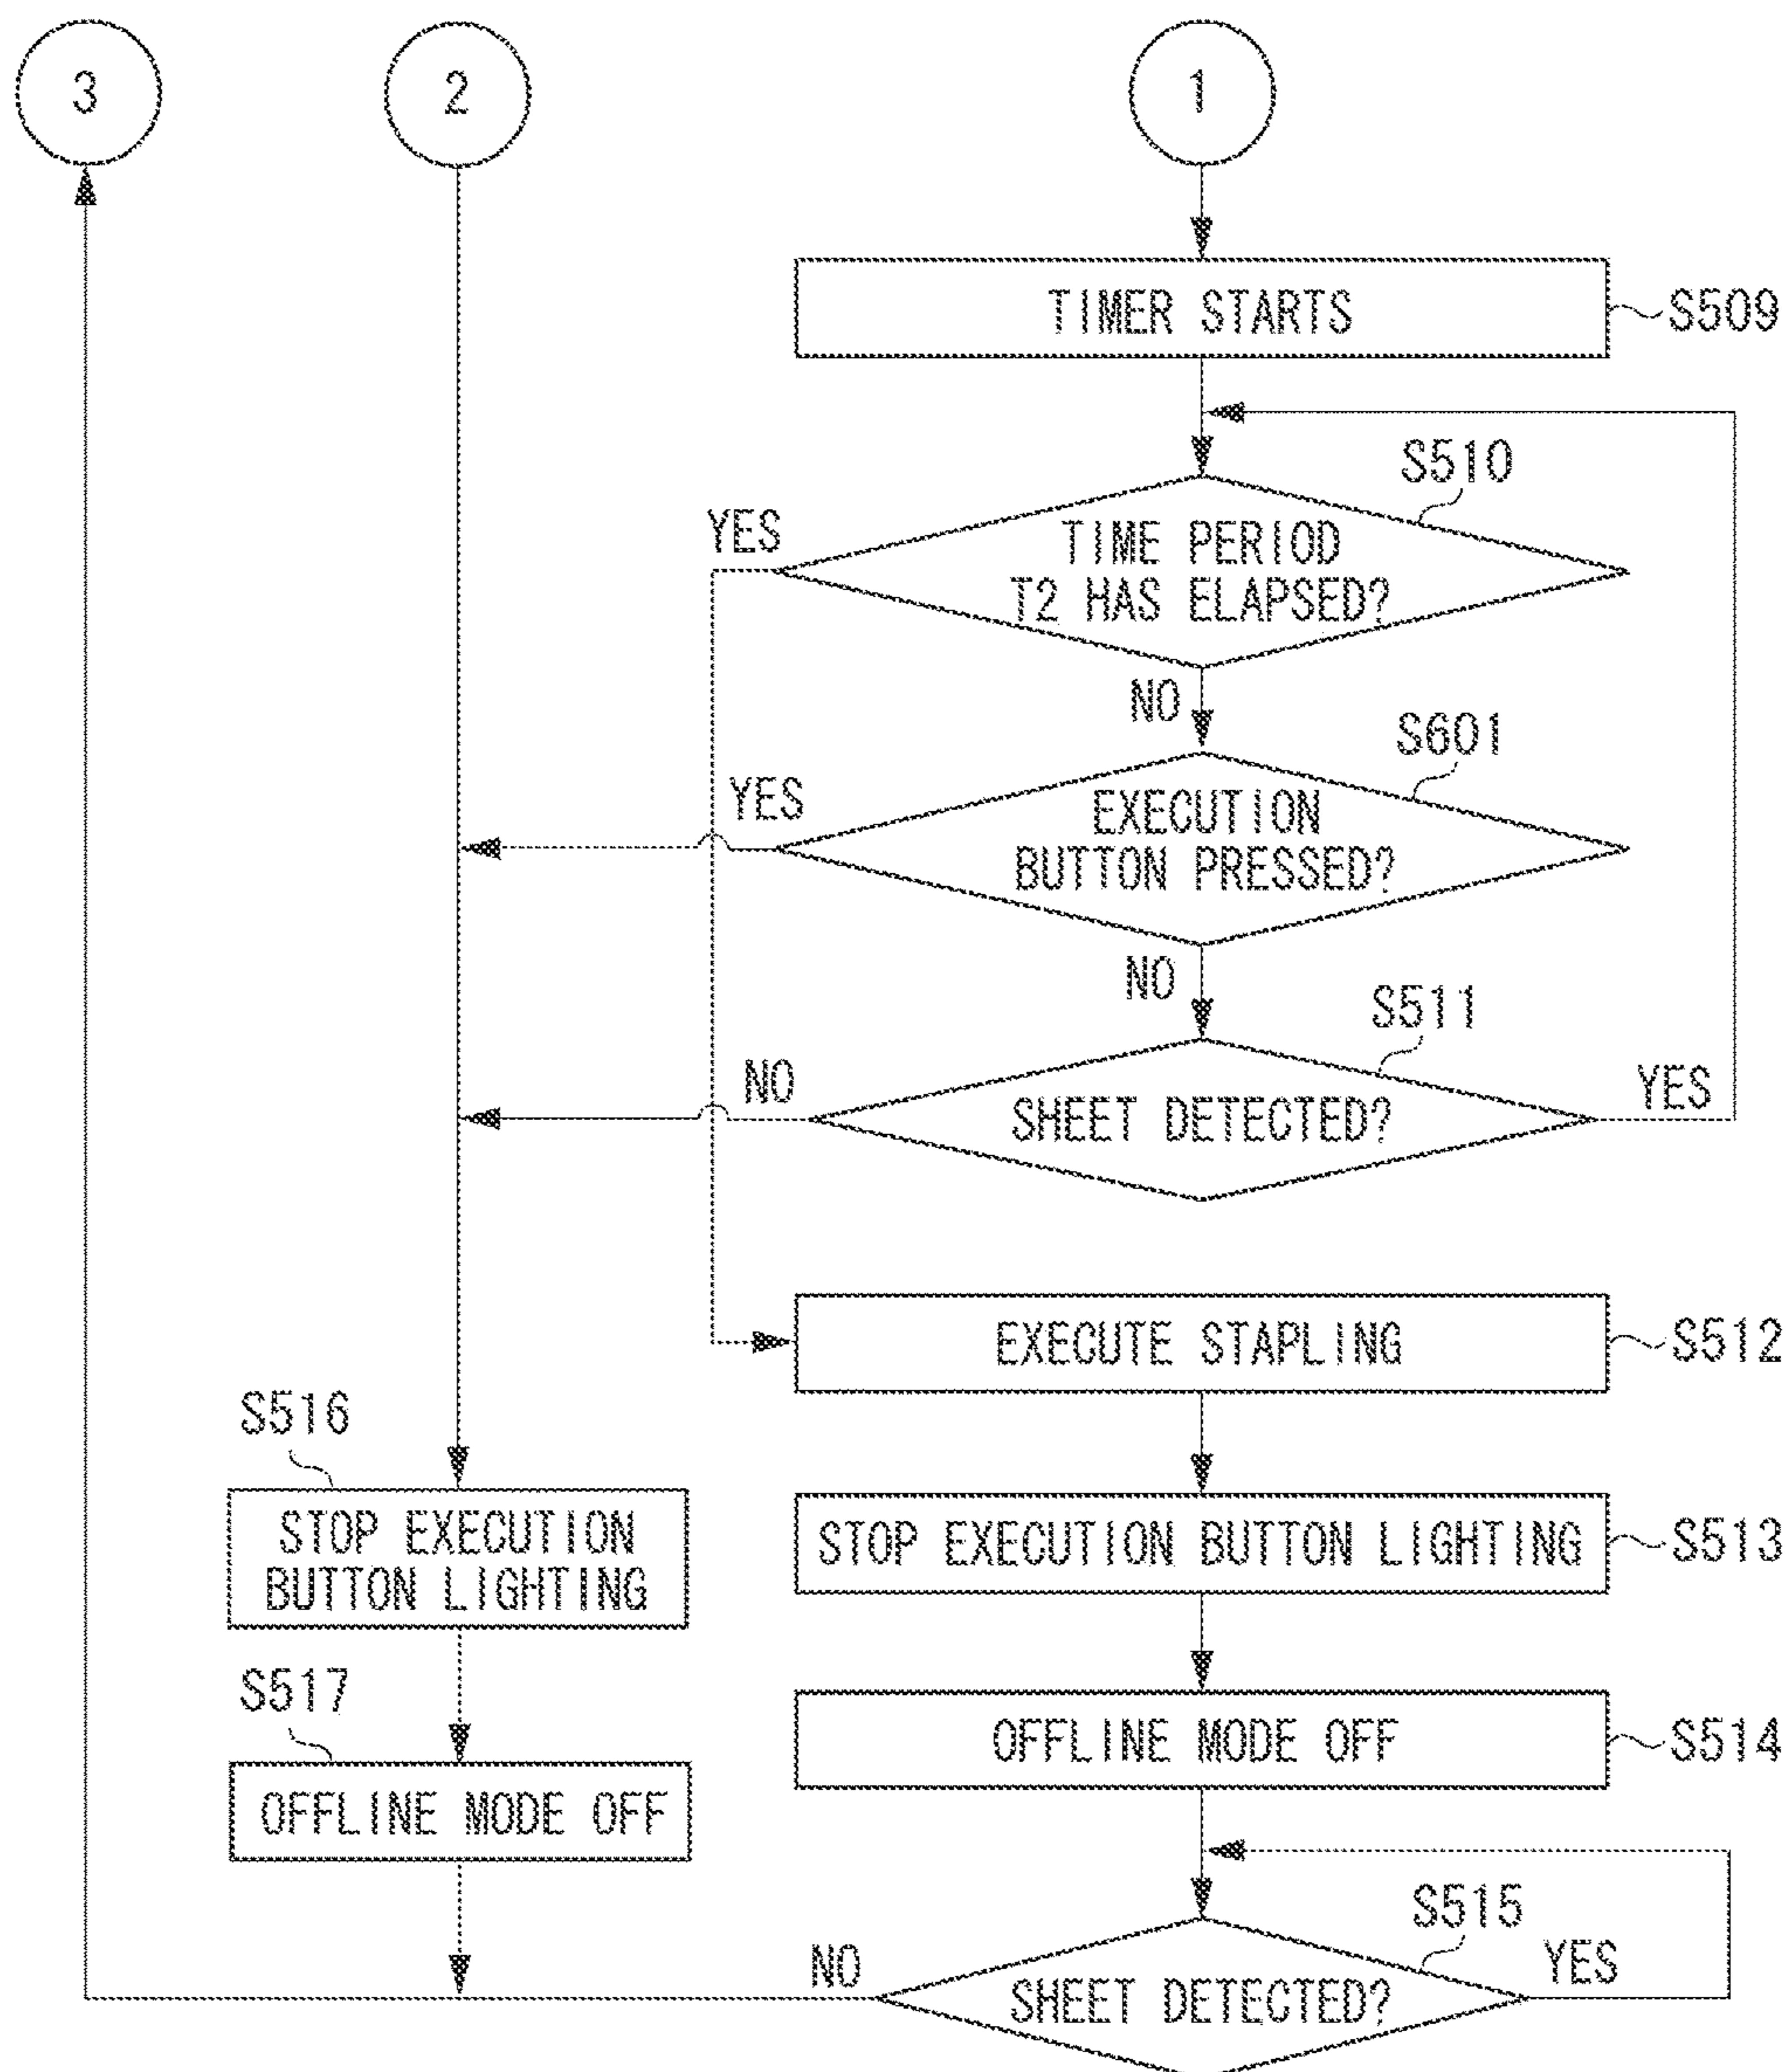 3
2
1
TIMER STARTS
S509
S510
YES
TIME PERIOD
T2 HAS ELAPSED?
NO
S601
YES
EXECUTION
BUTTON PRESSED?
NO
S511
NO
SHEET DETECTED?
YES
EXECUTE STAPLING
S512
S516
STOP EXECUTION
BUTTON LIGHTING
STOP EXECUTION BUTTON LIGHTING
S513
S517
OFFLINE MODE OFF
OFFLINE MODE OFF
S514
S515
NO
SHEET DETECTED?
YES